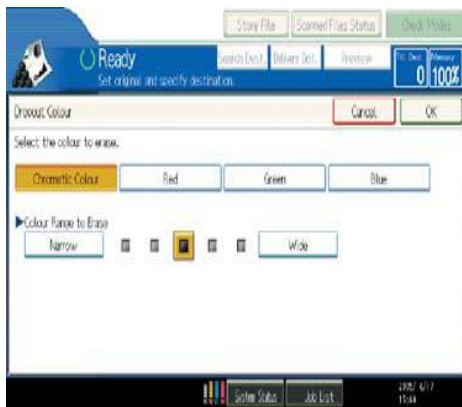 Store File Scanned Files Status Check Modes
Ready
Search Dest. Delivery Dest. Preview
Memory
0 100%
Set original and specify destination.
Dropout Colour Cancel OK
Select the colour to erase.
Chromatic Colour Red Green Blue
Colour Range to Erase
Narrow Wide
System Status Job List
15:44